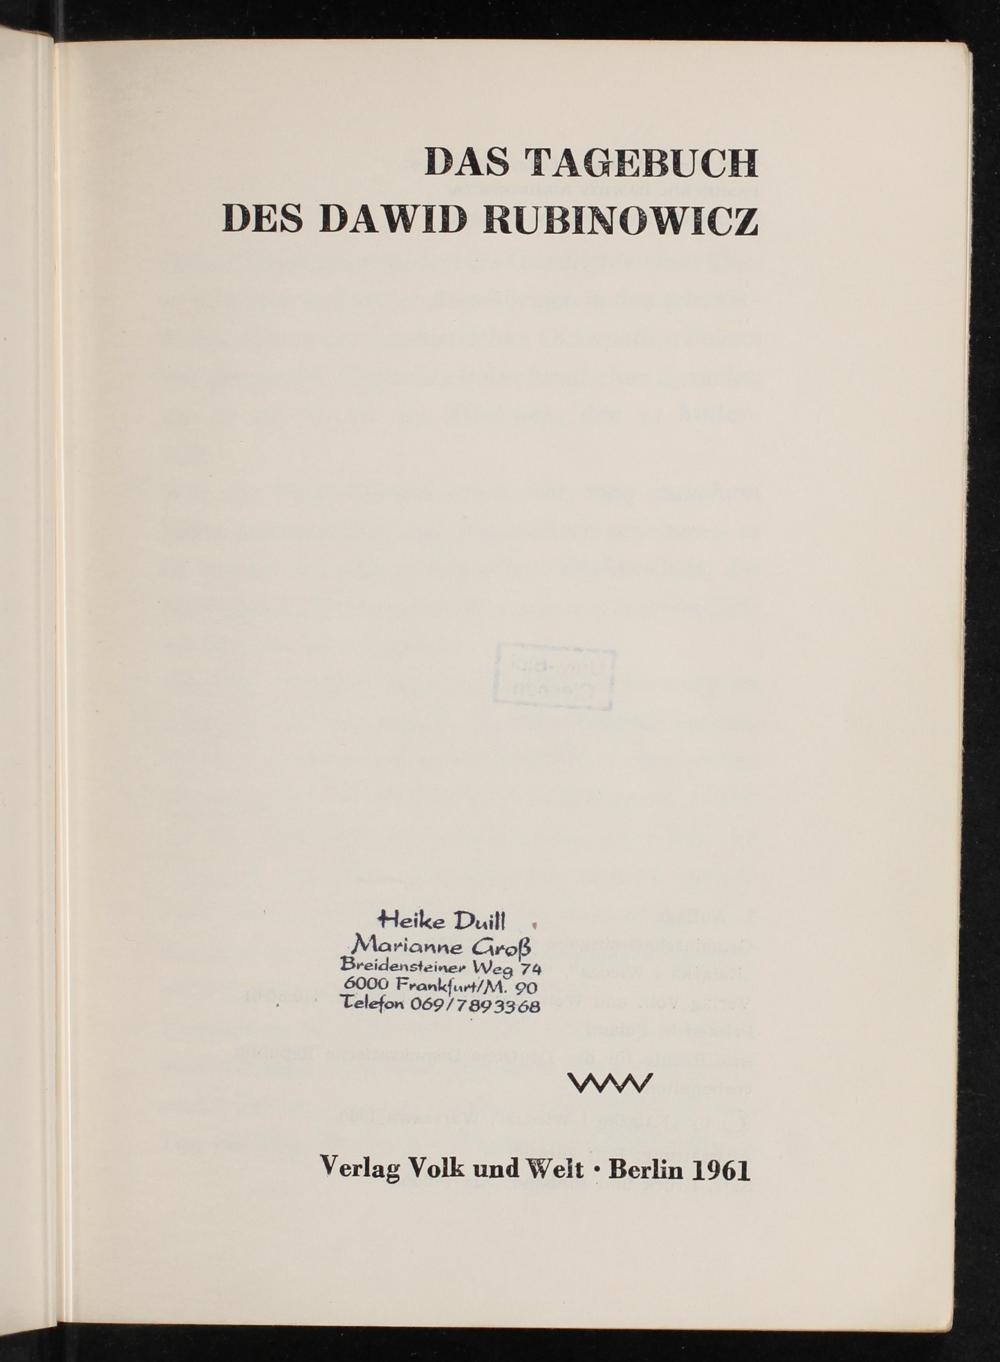 DAS TAGEBUCH
DES DAWID RUBINOWICZ
Heike Duill
Marianne Groß
Breidensteiner Weg 74
6000 Frankfurt/M. 90
Telefon 069/7893368
VVW
Verlag Volk und Welt · Berlin 1961